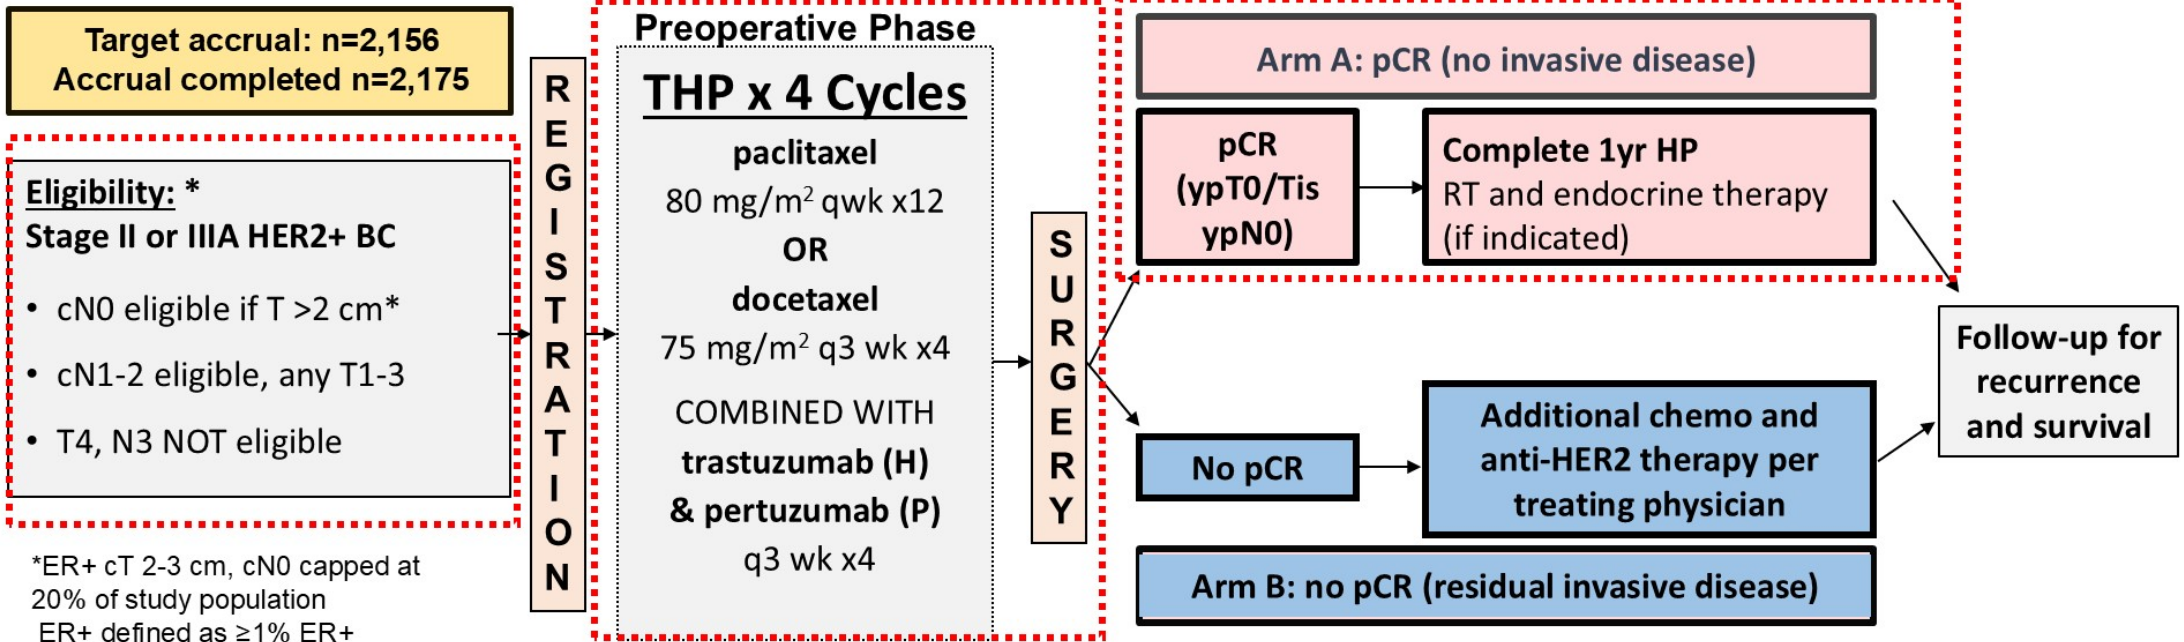 Target accrual: n=2,156
Accrual completed n=2,175
Eligibility: *
Stage II or IIIA HER2+ BC
• cN0 eligible if T >2 cm*
• cN1-2 eligible, any T1-3
• T4, N3 NOT eligible
*ER+ cT 2-3 cm, cN0 capped at
20% of study population
ER+ defined as ≥1% ER+
REGISTRATION
Preoperative Phase
THP x 4 Cycles
paclitaxel
80 mg/m² qwk x12
OR
docetaxel
75 mg/m² q3 wk x4
COMBINED WITH
trastuzumab (H)
& pertuzumab (P)
q3 wk x4
SURGERY
Arm A: pCR (no invasive disease)
pCR
(ypT0/Tis
ypN0)
Complete 1yr HP
RT and endocrine therapy
(if indicated)
No pCR
Additional chemo and
anti-HER2 therapy per
treating physician
Arm B: no pCR (residual invasive disease)
Follow-up for
recurrence
and survival